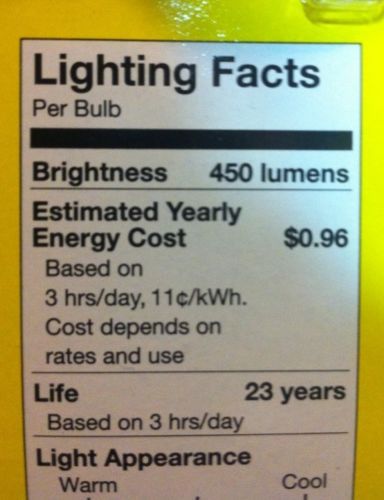 Lighting Facts
Per Bulb
Brightness 450 lumens
Estimated Yearly
Energy Cost $0.96
Based on
3 hrs/day, 11¢/kWh.
Cost depends on
rates and use
Life 23 years
Based on 3 hrs/day
Light Appearance
Warm Cool